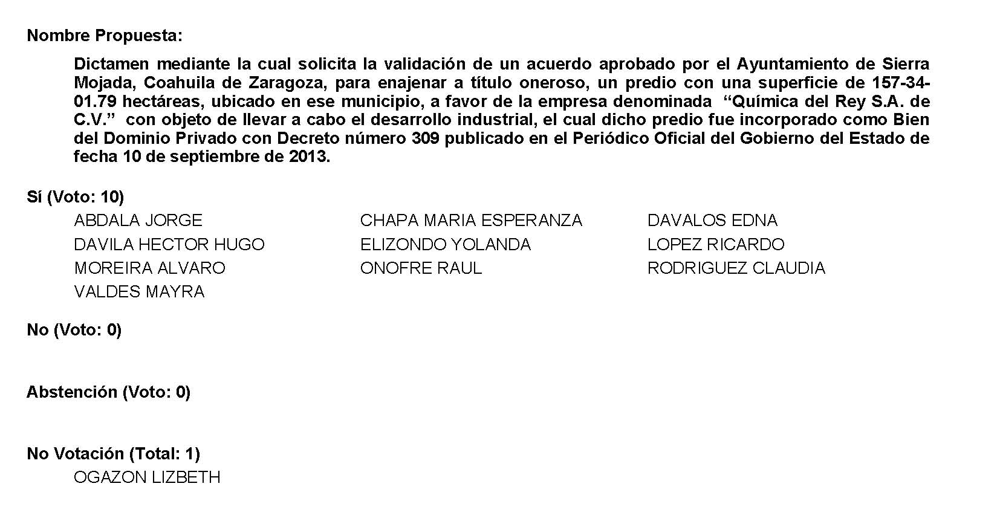 Nombre Propuesta:
Dictamen mediante la cual solicita la validación de un acuerdo aprobado por el Ayuntamiento de Sierra
Mojada, Coahuila de Zaragoza, para enajenar a título oneroso, un predio con una superficie de 157-34-
01.79 hectáreas, ubicado en ese municipio, a favor de la empresa denominada “Química del Rey S.A. de
C.V.” con objeto de llevar a cabo el desarrollo industrial, el cual dicho predio fue incorporado como Bien
del Dominio Privado con Decreto número 309 publicado en el Periódico Oficial del Gobierno del Estado de
fecha 10 de septiembre de 2013.
Sí (Voto: 10)
ABDALA JORGE CHAPA MARIA ESPERANZA DAVALOS EDNA
DAVILA HECTOR HUGO ELIZONDO YOLANDA LOPEZ RICARDO
MOREIRA ALVARO ONOFRE RAUL RODRIGUEZ CLAUDIA
VALDES MAYRA
No (Voto: 0)
Abstención (Voto: 0)
No Votación (Total: 1)
OGAZON LIZBETH